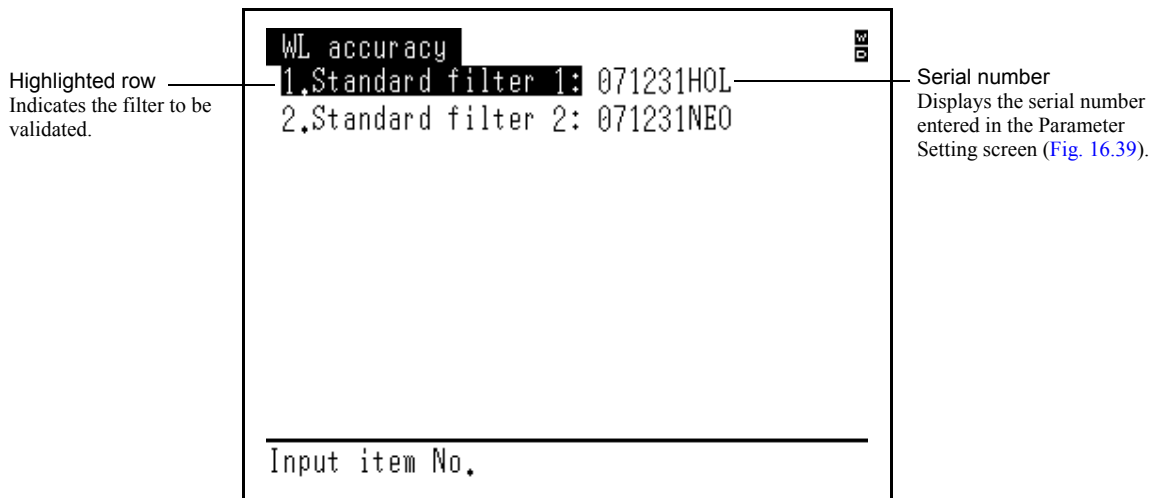 WL accuracy
W
D
Highlighted row
Indicates the filter to be
validated.
1.Standard filter 1: 071231HOL
2.Standard filter 2: 071231NEO
Serial number
Displays the serial number
entered in the Parameter
Setting screen (Fig. 16.39).
Input item No.